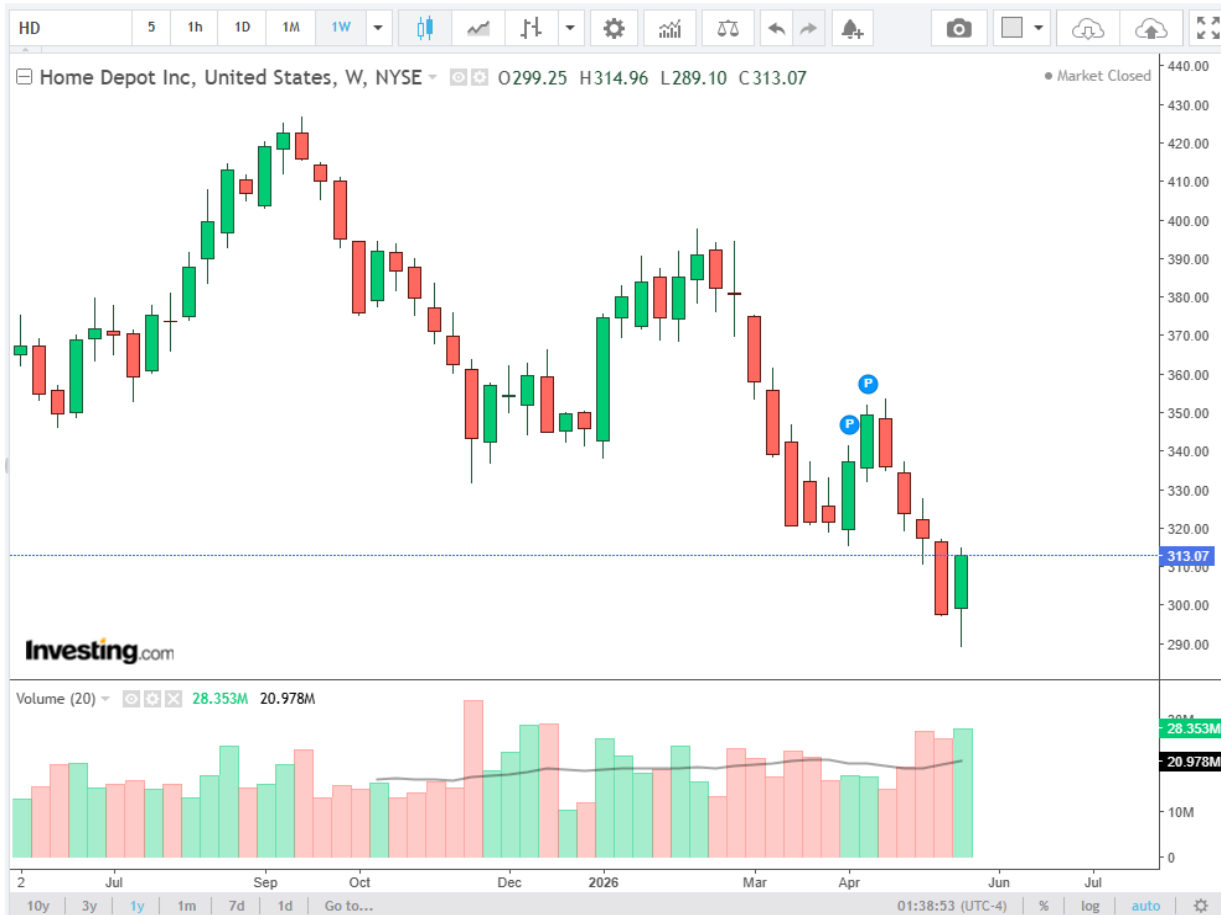 HD 5 1h 1D 1M 1W
Home Depot Inc, United States, W, NYSE O299.25 H314.96 L289.10 C313.07
Market Closed
440.00
430.00
420.00
410.00
400.00
390.00
380.00
370.00
360.00
P
350.00
P
340.00
330.00
320.00
313.07
310.00
300.00
290.00
Investing.com
Volume (20) 28.353M 20.978M
28.353M
20.978M
10M
0
2 Jul Sep Oct Dec 2026 Mar Apr Jun Jul
10y 3y 1y 1m 7d 1d Go to... 01:38:53 (UTC-4) % log auto